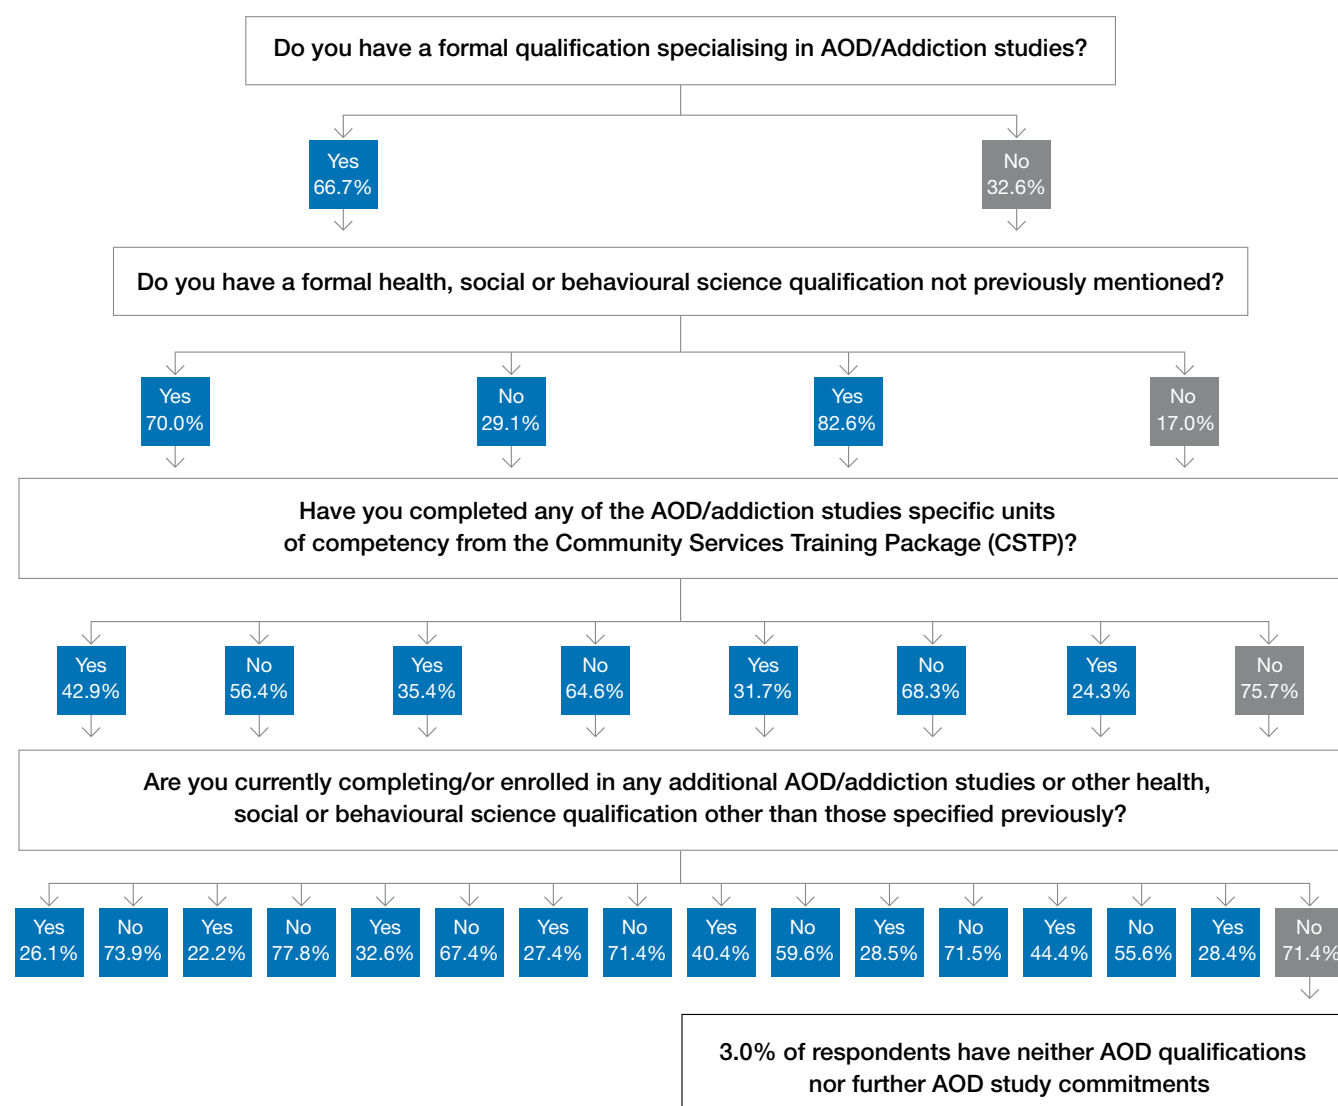 Do you have a formal qualification specialising in AOD/Addiction studies?
Yes
66.7%
No
32.6%
Do you have a formal health, social or behavioural science qualification not previously mentioned?
Yes
70.0%
No
29.1%
Yes
82.6%
No
17.0%
Have you completed any of the AOD/addiction studies specific units
of competency from the Community Services Training Package (CSTP)?
Yes
42.9%
No
56.4%
Yes
35.4%
No
64.6%
Yes
31.7%
No
68.3%
Yes
24.3%
No
75.7%
Are you currently completing/or enrolled in any additional AOD/addiction studies or other health,
social or behavioural science qualification other than those specified previously?
Yes
26.1%
No
73.9%
Yes
22.2%
No
77.8%
Yes
32.6%
No
67.4%
Yes
27.4%
No
71.4%
Yes
40.4%
No
59.6%
Yes
28.5%
No
71.5%
Yes
44.4%
No
55.6%
Yes
28.4%
No
71.4%
3.0% of respondents have neither AOD qualifications
nor further AOD study commitments